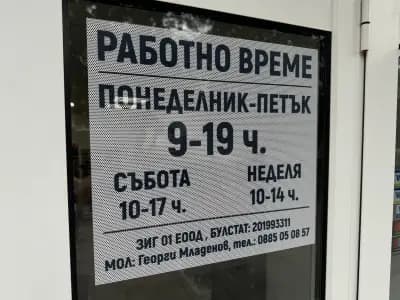 РАБОТНО ВРЕМЕ
ПОНЕДЕЛНИК-ПЕТЪК
9-19 ч.
СЪБОТА НЕДЕЛЯ
10-17 ч. 10-14 ч.
ЗИГ 01 ЕООД , БУЛСТАТ: 201993311
МОЛ: Георги Младенов, тел.: 0885 05 08 57